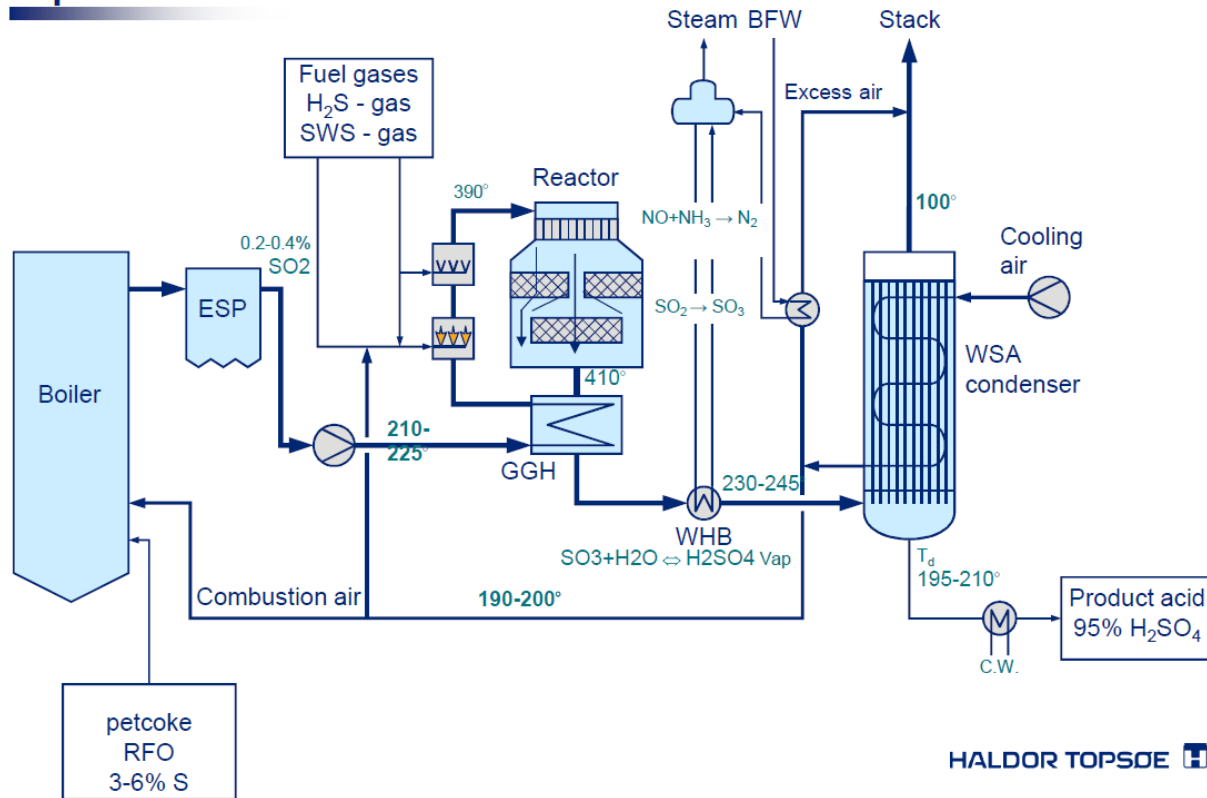 Steam BFW
Stack
Fuel gases
H₂S - gas
SWS - gas
Excess air
Reactor
390°
NO+NH₃ → N₂
100°
0.2-0.4%
SO2
Cooling
air
ESP
SO₂ → SO₃
WSA
condenser
Boiler
410°
210-
225°
GGH
230-245°
WHB
SO3+H2O ⇔ H2SO4 Vap
T_d
195-210°
Combustion air
190-200°
Product acid
95% H₂SO₄
C.W.
petcoke
RFO
3-6% S
HALDOR TOPSØE